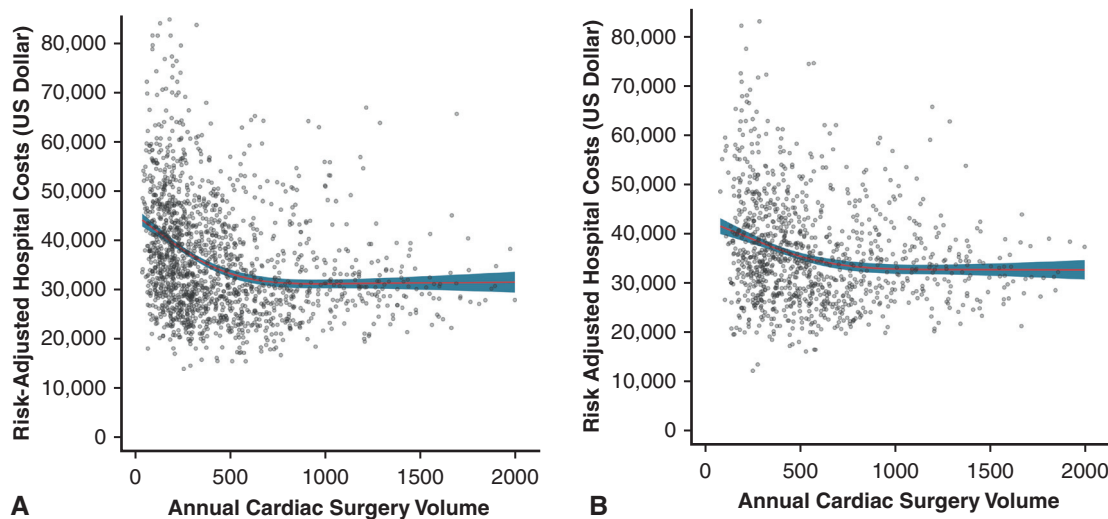 Risk-Adjusted Hospital Costs (US Dollar)
80,000
70,000
60,000
50,000
40,000
30,000
20,000
10,000
0
0 500 1000 1500 2000
Annual Cardiac Surgery Volume
A
Risk Adjusted Hospital Costs (US Dollar)
80,000
70,000
60,000
50,000
40,000
30,000
20,000
10,000
0
0 500 1000 1500 2000
Annual Cardiac Surgery Volume
B